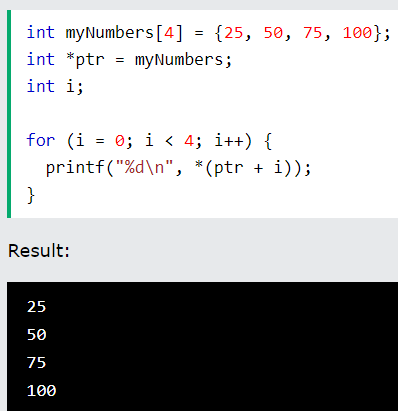 int myNumbers[4] = {25, 50, 75, 100};
int *ptr = myNumbers;
int i;

for (i = 0; i < 4; i++) {
  printf("%d\n", *(ptr + i));
}
Result:
25
50
75
100